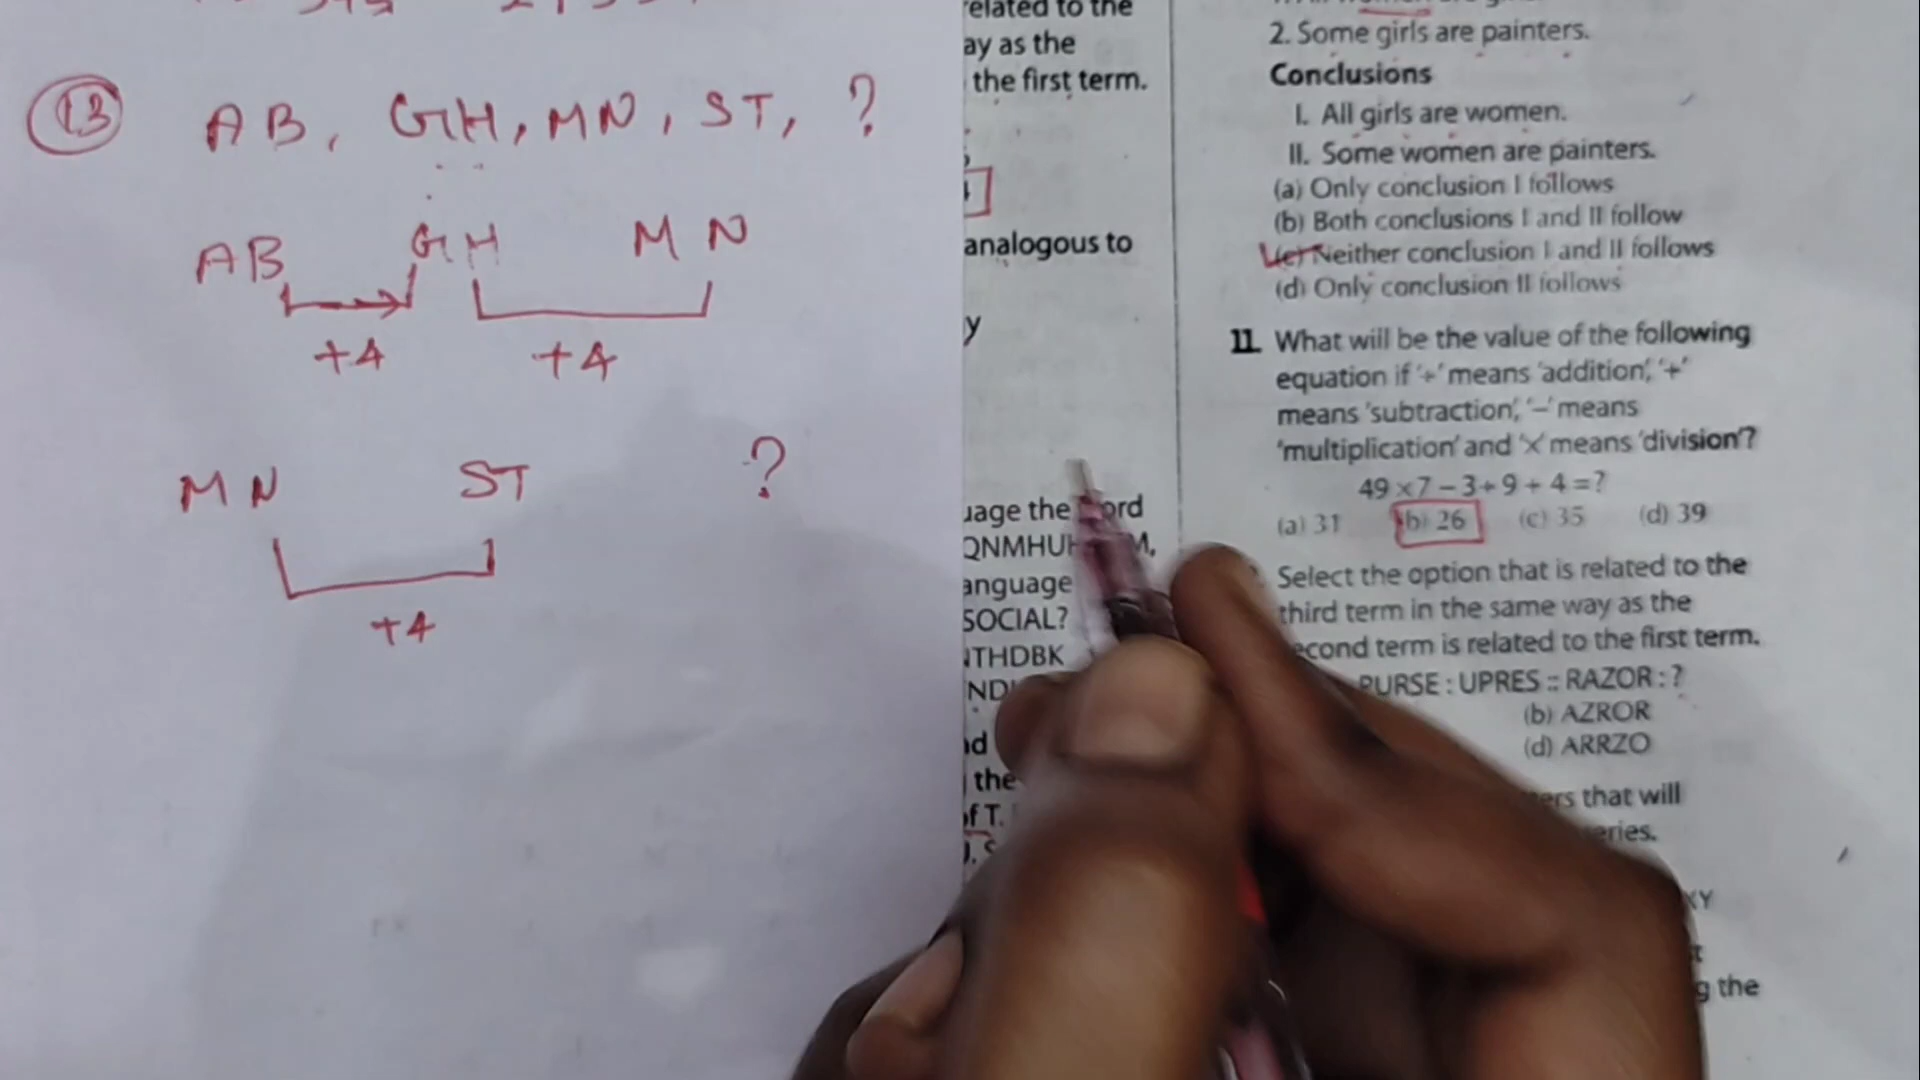 13 AB, GH, MN, ST, ?
AB GH MN
+4 +4
MN ST ?
+4
related to the
ay as the
the first term.
analogous to
y
uage the word
QNMHU
anguage
SOCIAL?
THDBK
ND
the
of T.
2. Some girls are painters.
Conclusions
I. All girls are women.
II. Some women are painters.
(a) Only conclusion I follows
(b) Both conclusions I and II follow
(c) Neither conclusion I and II follows
(d) Only conclusion II follows
11 What will be the value of the following
equation if '÷' means 'addition', '+'
means 'subtraction', '–' means
'multiplication' and '×' means 'division'?
49 × 7 – 3 ÷ 9 + 4 = ?
(a) 31 (b) 26 (c) 35 (d) 39
Select the option that is related to the
third term in the same way as the
second term is related to the first term.
PURSE : UPRES :: RAZOR : ?
(b) AZROR
(d) ARRZO
ers that will
eries.
XY
g the